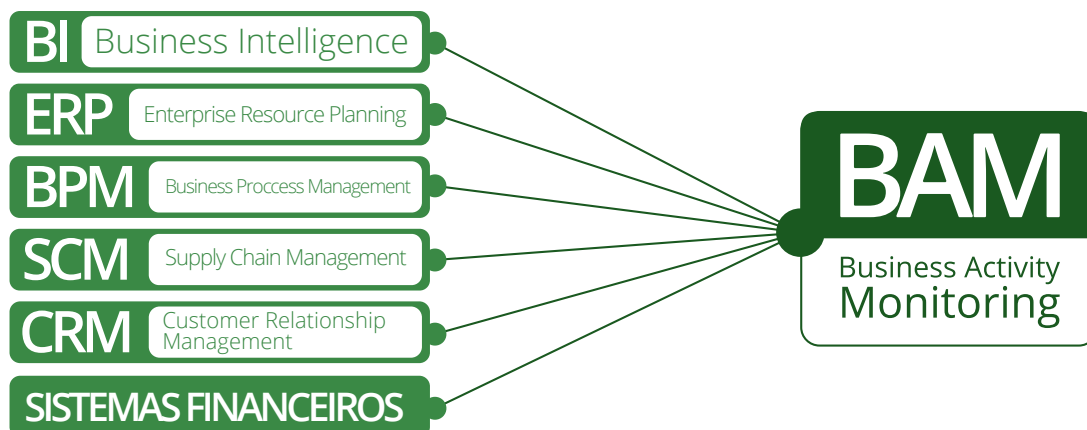 BI Business Intelligence
ERP Enterprise Resource Planning
BPM Business Proccess Management
SCM Supply Chain Management
CRM Customer Relationship
Management
SISTEMAS FINANCEIROS
BAM
Business Activity
Monitoring